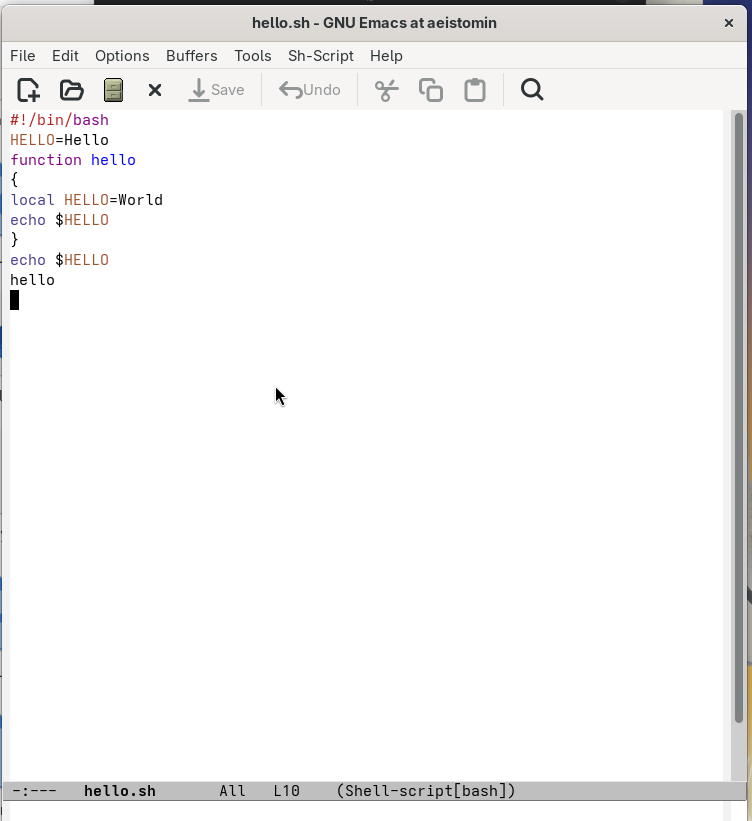 hello.sh - GNU Emacs at aeistomin
File Edit Options Buffers Tools Sh-Script Help
Save Undo
#!/bin/bash
HELLO=Hello
function hello
{
local HELLO=World
echo $HELLO
}
echo $HELLO
hello
-:--- hello.sh All L10 (Shell-script[bash])